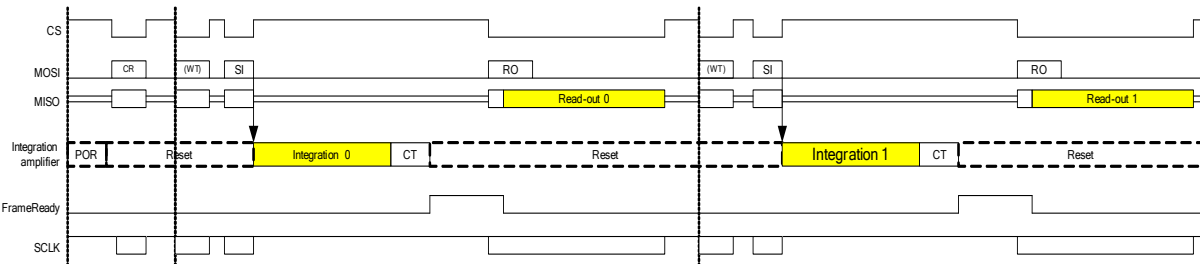 CS
MOSI CR (WT) SI RO (WT) SI RO
MISO Read-out 0 Read-out 1
Integration
amplifier POR Reset Integration 0 CT Reset Integration 1 CT Reset
FrameReady
SCLK